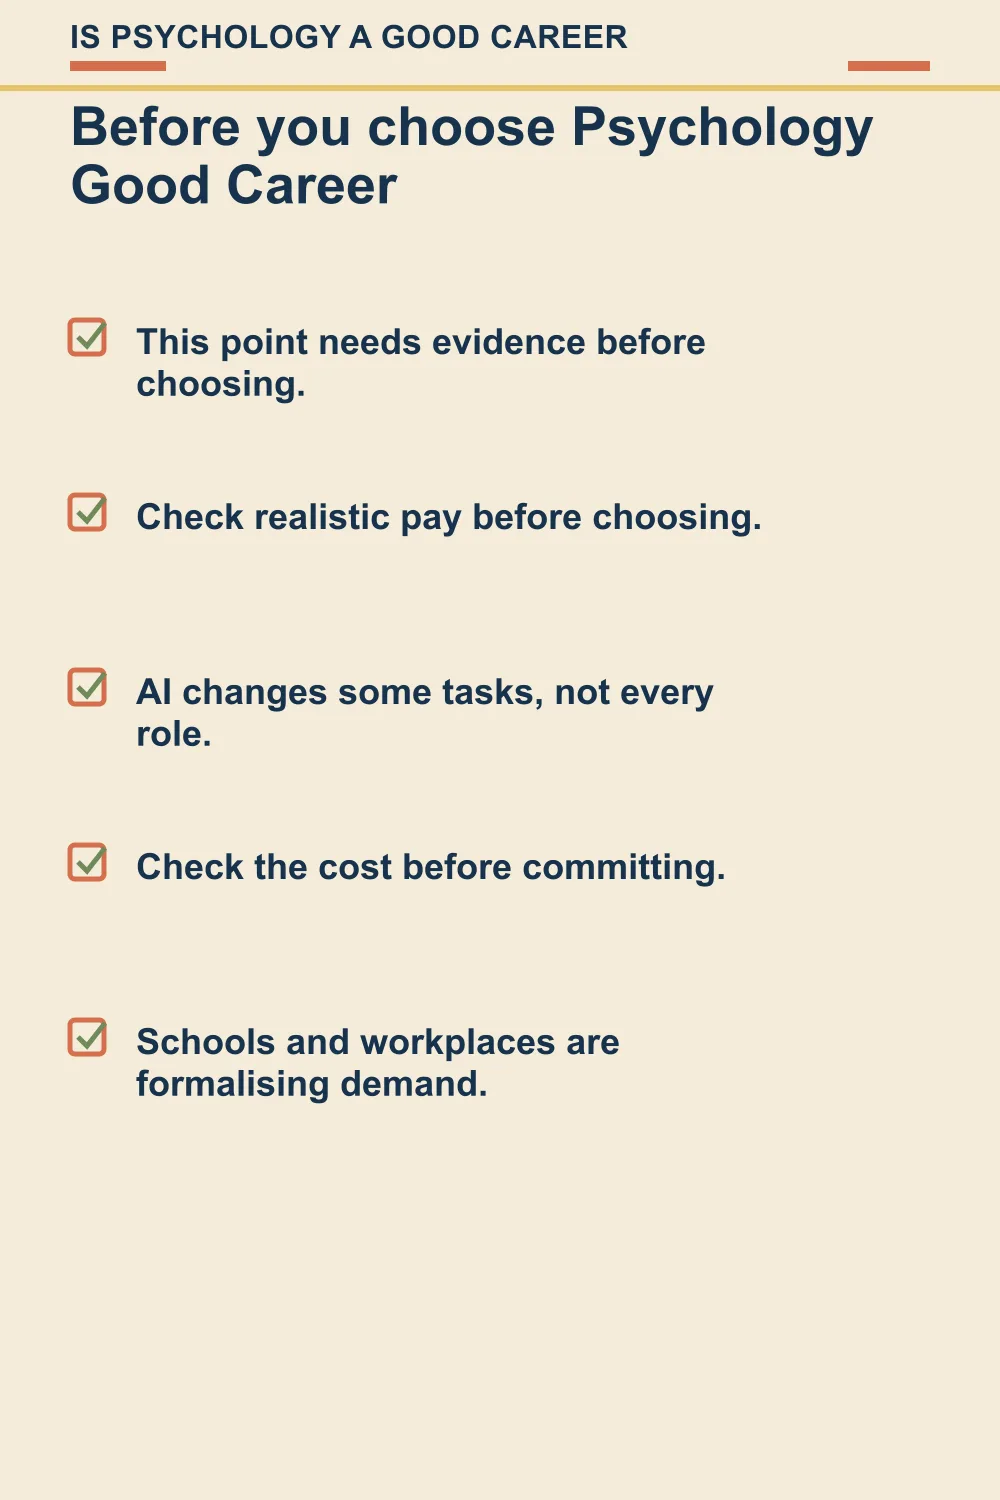 IS PSYCHOLOGY A GOOD CAREER
Before you choose Psychology
Good Career
This point needs evidence before
choosing.
Check realistic pay before choosing.
AI changes some tasks, not every
role.
Check the cost before committing.
Schools and workplaces are
formalising demand.